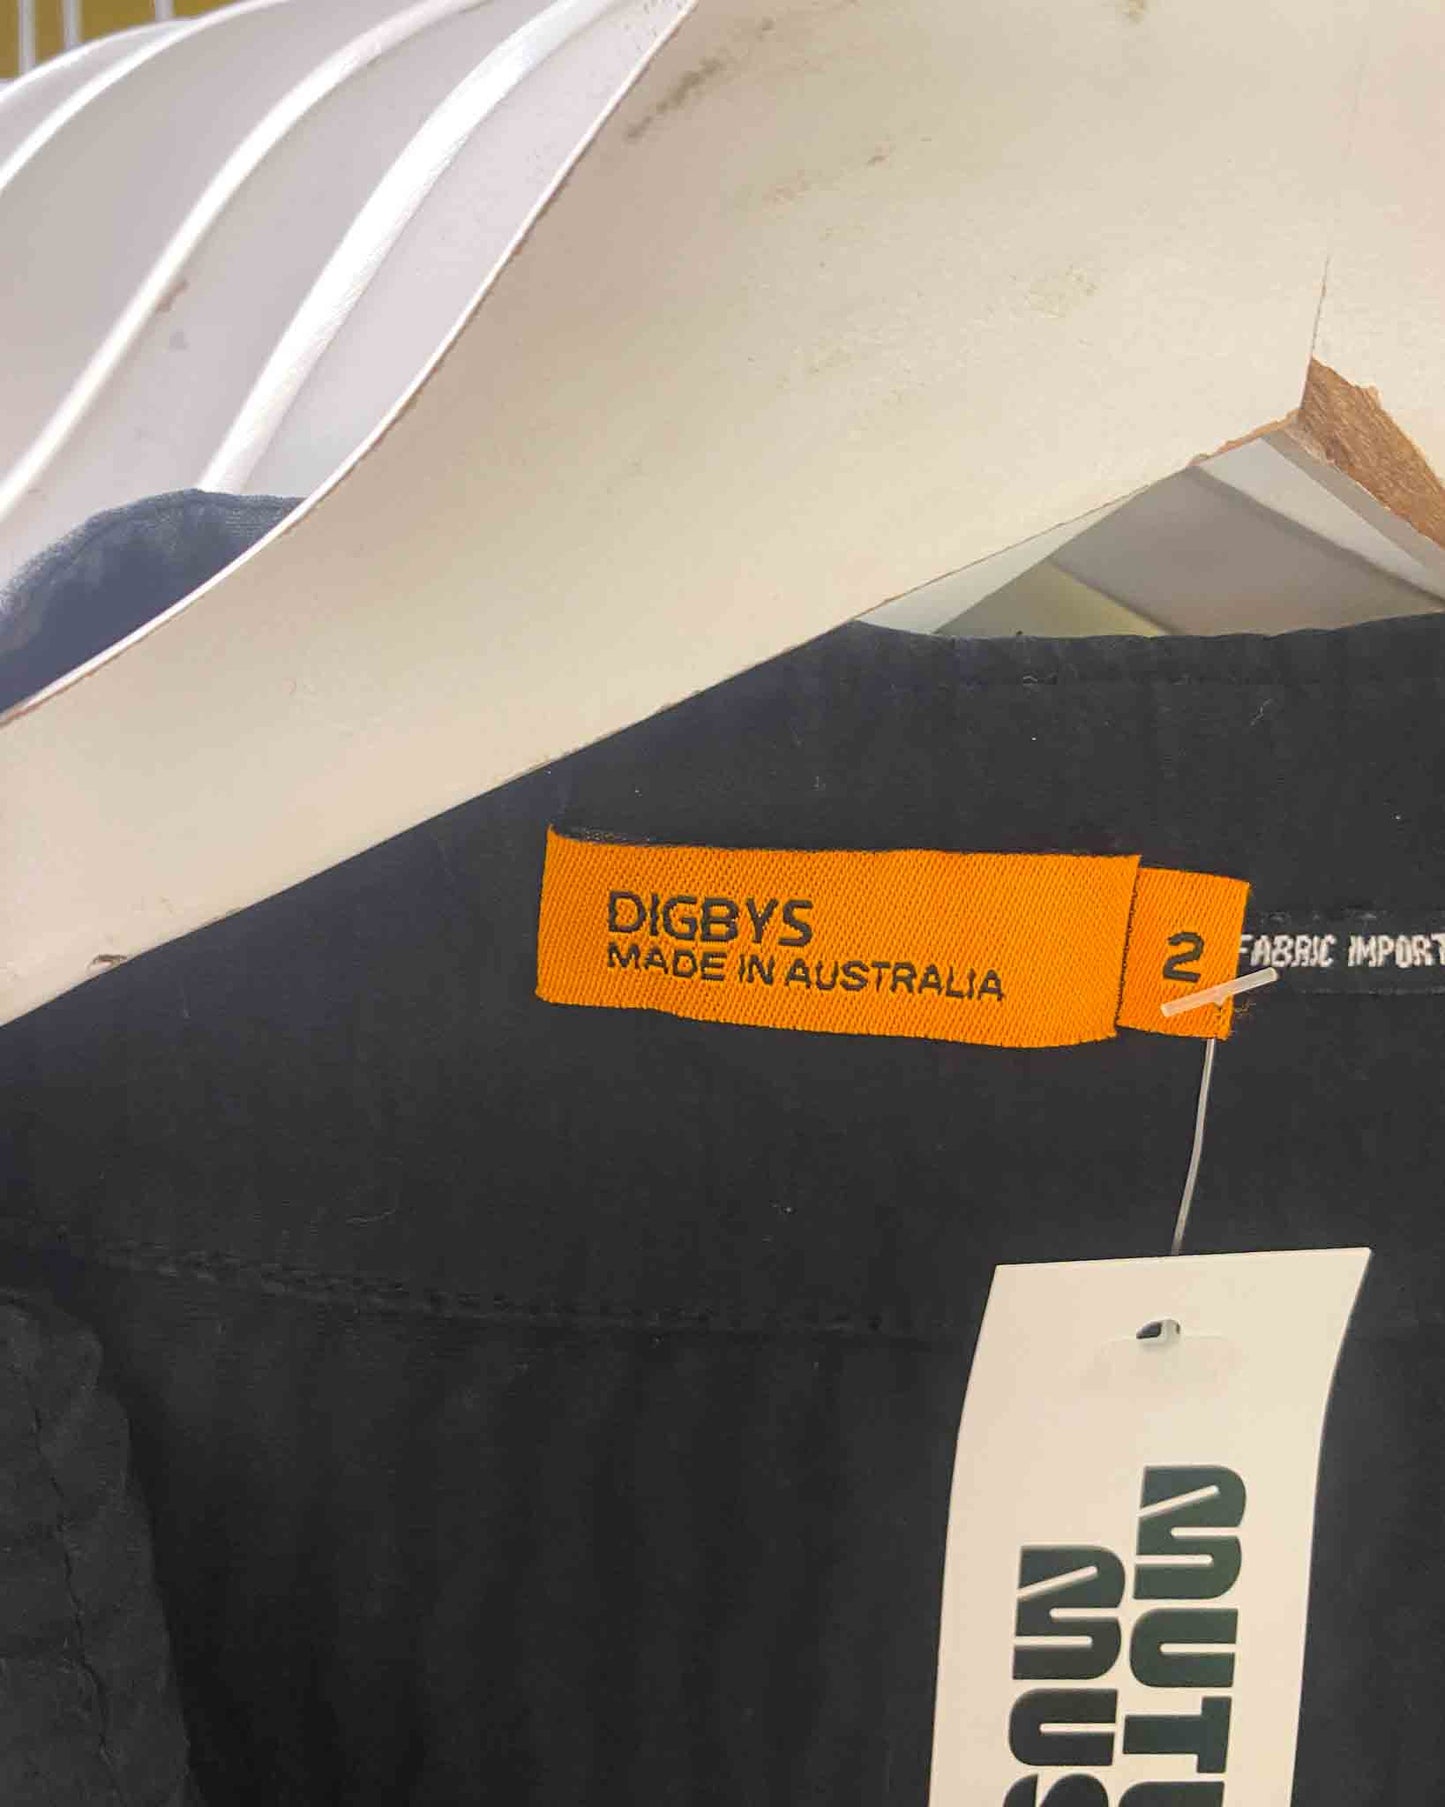 DIGBYS
MADE IN AUSTRALIA
2
FABRIC IMPORT